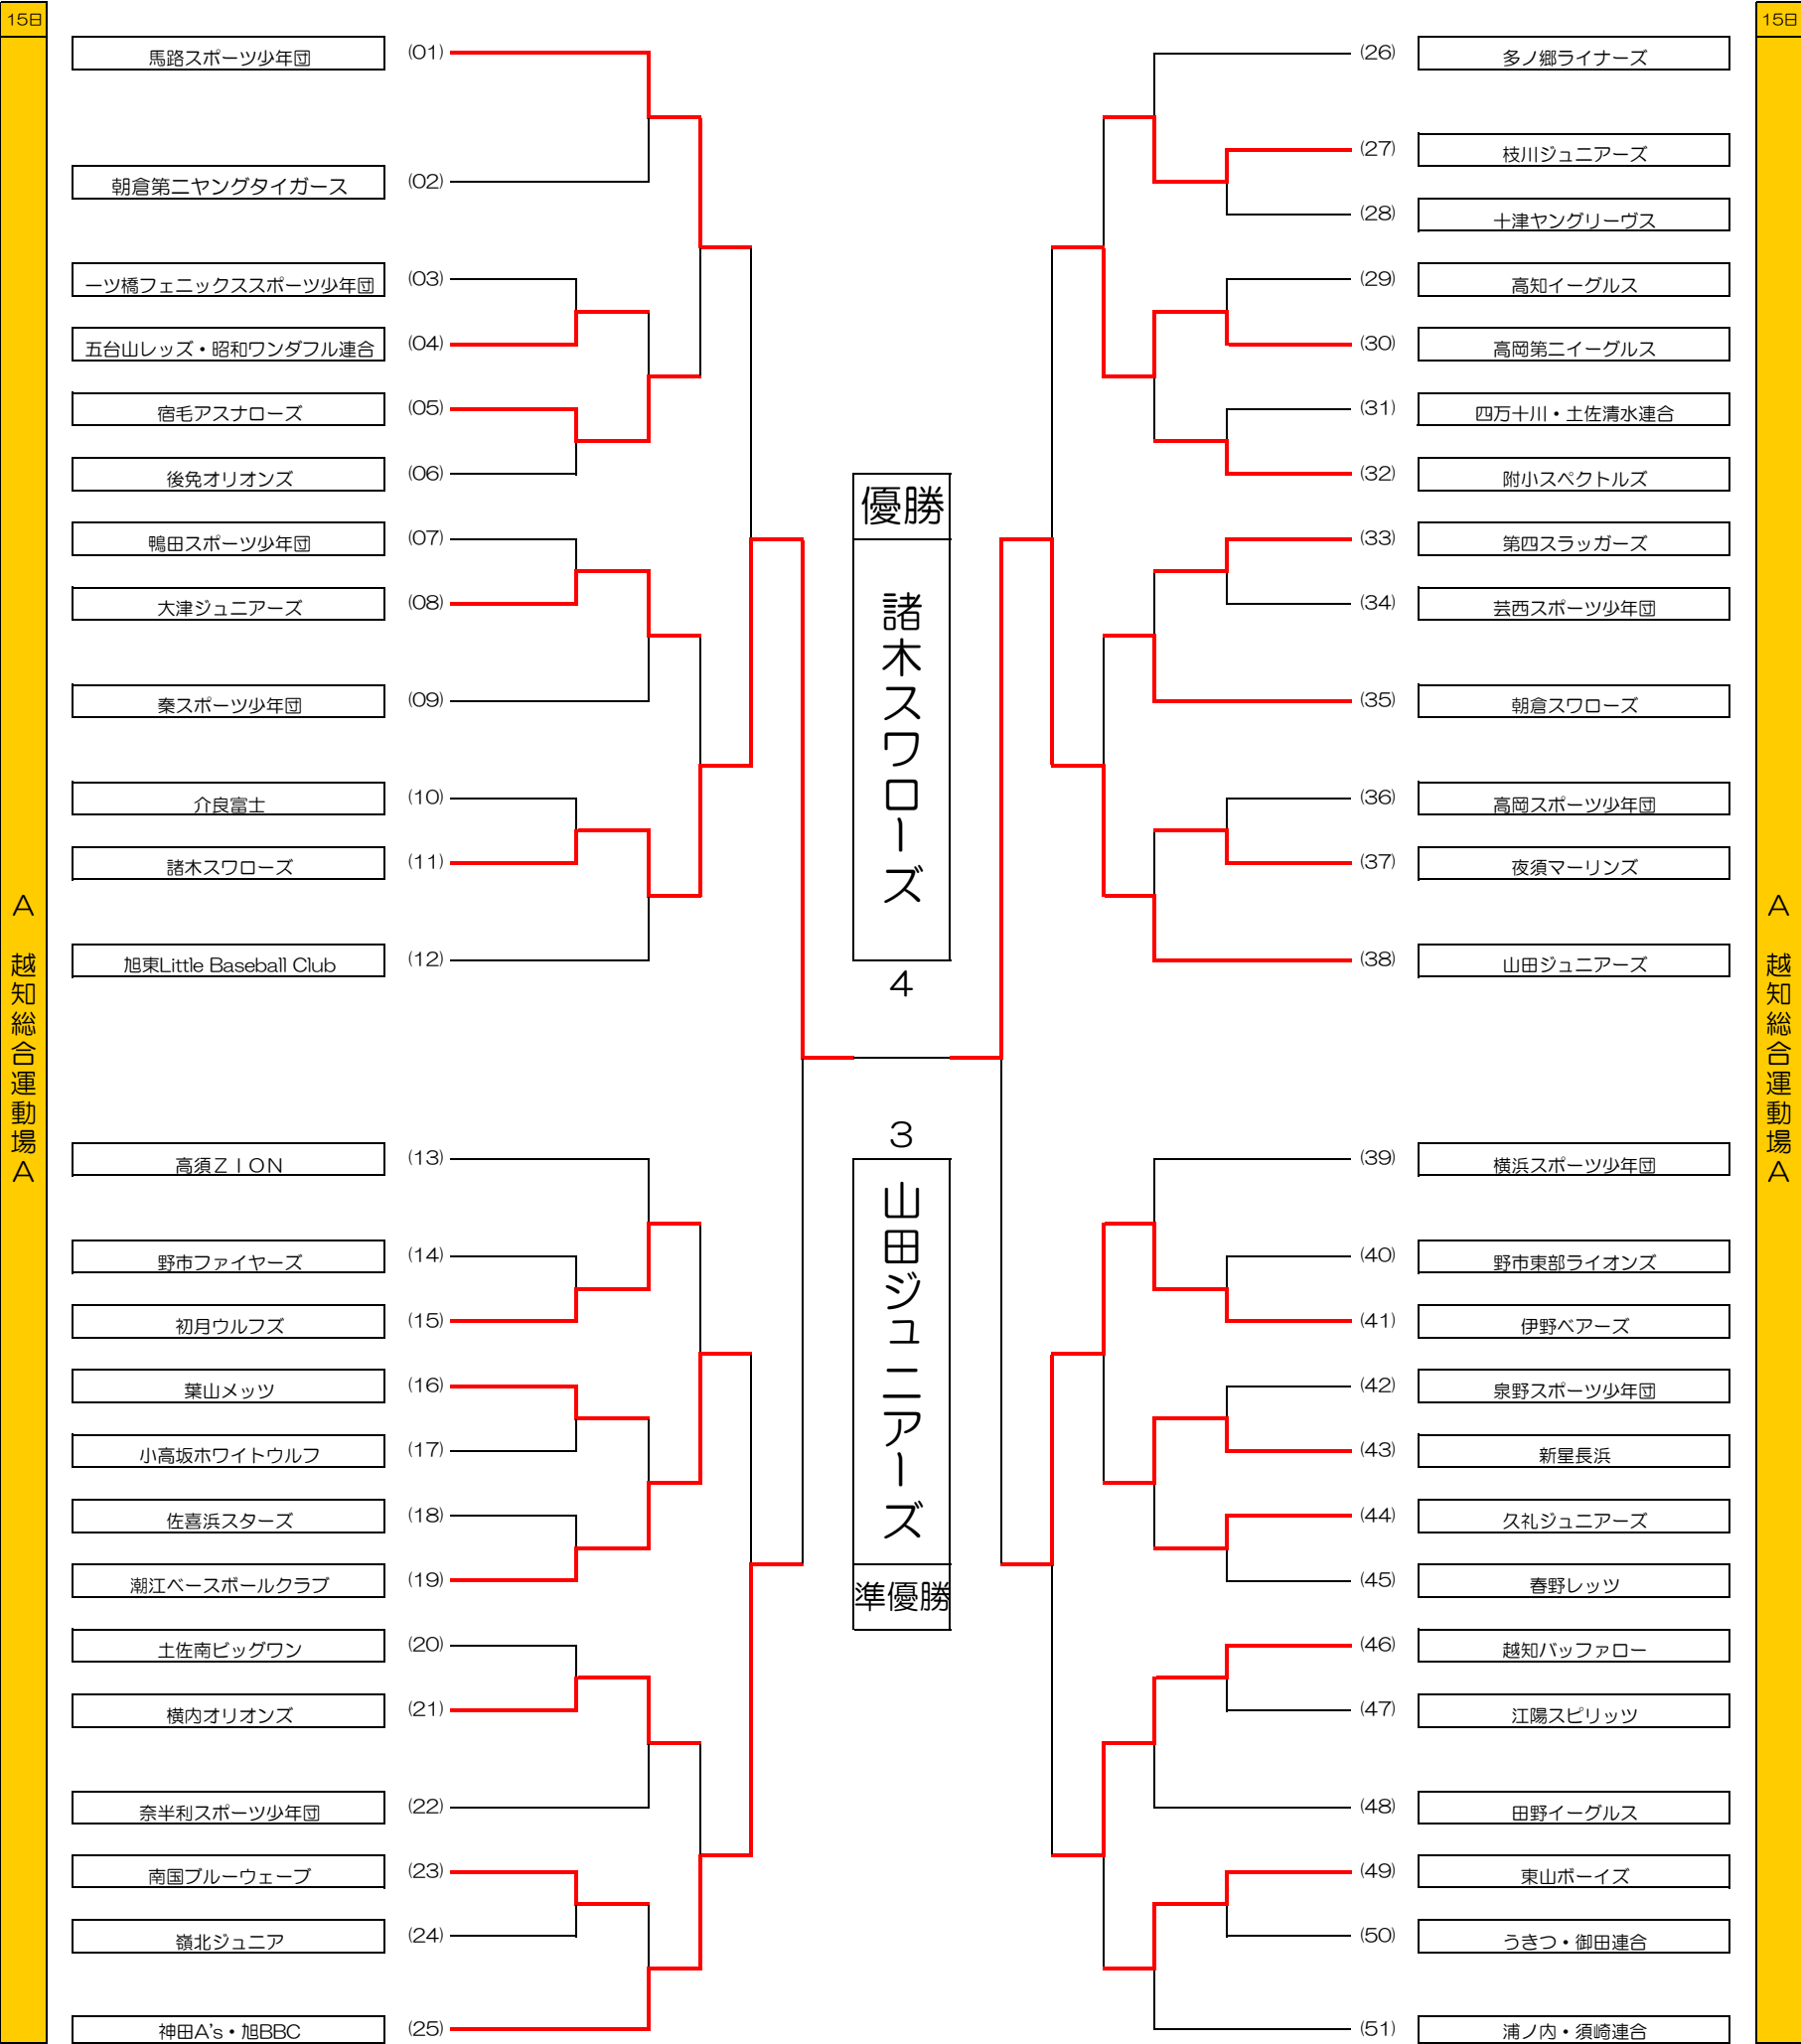 15日
A 越知総合運動場A
馬路スポーツ少年団 (01)
朝倉第二ヤングタイガース (02)
一ツ橋フェニックススポーツ少年団 (03)
五台山レッズ・昭和ワンダフル連合 (04)
宿毛アスナローズ (05)
後免オリオンズ (06)
鴨田スポーツ少年団 (07)
大津ジュニアーズ (08)
秦スポーツ少年団 (09)
介良富士 (10)
諸木スワローズ (11)
旭東Little Baseball Club (12)
高須ZION (13)
野市ファイヤーズ (14)
初月ウルフズ (15)
葉山メッツ (16)
小高坂ホワイトウルフ (17)
佐喜浜スターズ (18)
潮江ベースボールクラブ (19)
土佐南ビッグワン (20)
横内オリオンズ (21)
奈半利スポーツ少年団 (22)
南国ブルーウェーブ (23)
嶺北ジュニア (24)
神田A's・旭BBC (25)
優勝
諸木スワローズ
4
3
山田ジュニアーズ
準優勝
(26) 多ノ郷ライナーズ
(27) 枝川ジュニアーズ
(28) 十津ヤングリーヴス
(29) 高知イーグルス
(30) 高岡第二イーグルス
(31) 四万十川・土佐清水連合
(32) 附小スペクトルズ
(33) 第四スラッガーズ
(34) 芸西スポーツ少年団
(35) 朝倉スワローズ
(36) 高岡スポーツ少年団
(37) 夜須マーリンズ
(38) 山田ジュニアーズ
(39) 横浜スポーツ少年団
(40) 野市東部ライオンズ
(41) 伊野ベアーズ
(42) 泉野スポーツ少年団
(43) 新星長浜
(44) 久礼ジュニアーズ
(45) 春野レッツ
(46) 越知バッファロー
(47) 江陽スピリッツ
(48) 田野イーグルス
(49) 東山ボーイズ
(50) うきつ・御田連合
(51) 浦ノ内・須崎連合
15日
A 越知総合運動場A